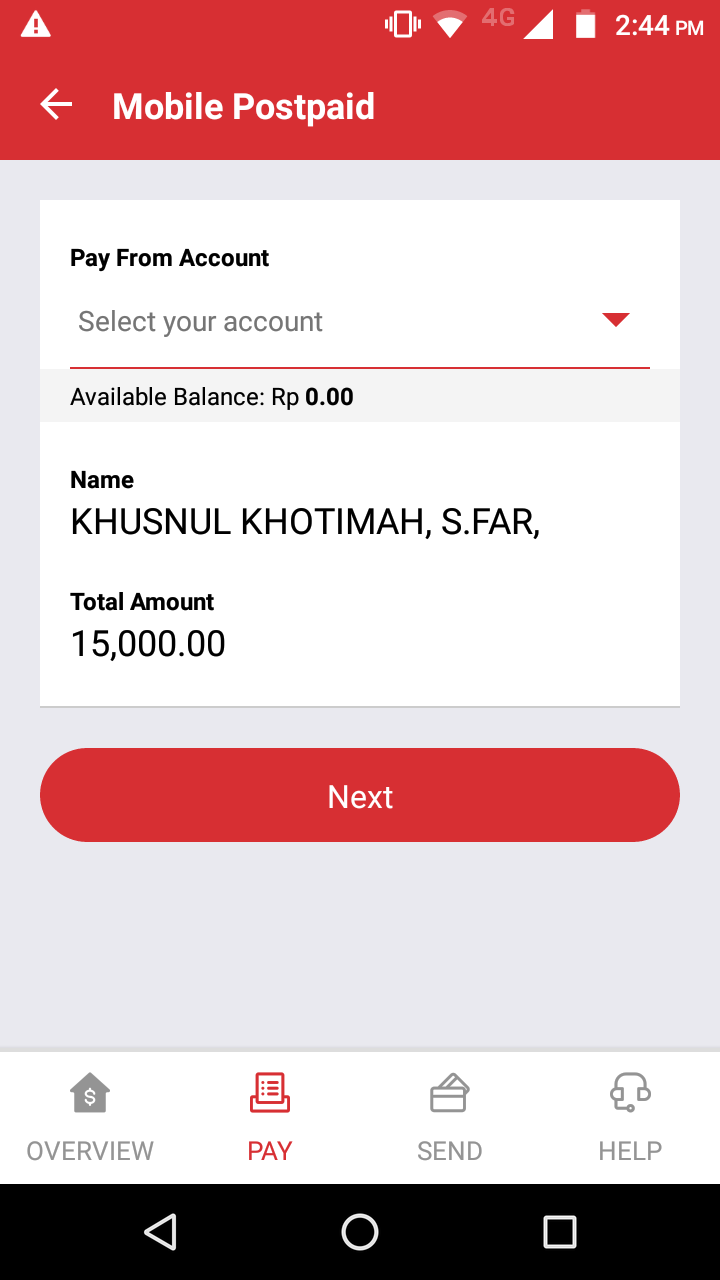 4G 2:44 PM
Mobile Postpaid
Pay From Account
Select your account
Available Balance: Rp 0.00
Name
KHUSNUL KHOTIMAH, S.FAR,
Total Amount
15,000.00
Next
OVERVIEW PAY SEND HELP